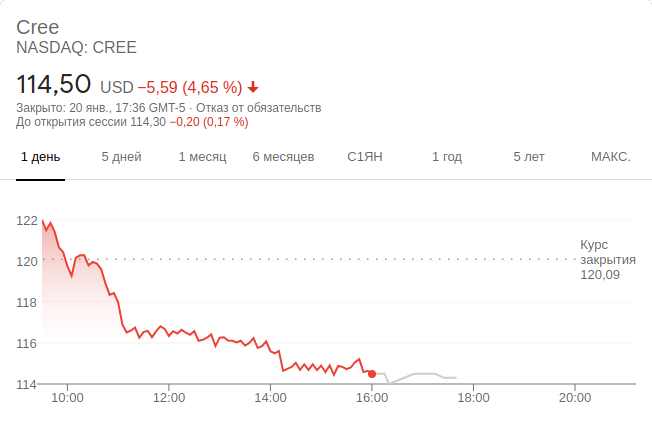 Cree
NASDAQ: CREE
114,50 USD −5,59 (4,65 %)
Закрыто: 20 янв., 17:36 GMT-5 · Отказ от обязательств
До открытия сессии 114,30 −0,20 (0,17 %)
1 день 5 дней 1 месяц 6 месяцев С1ЯН 1 год 5 лет МАКС.
122
120
118
116
114
Курс
закрытия
120,09
10:00 12:00 14:00 16:00 18:00 20:00